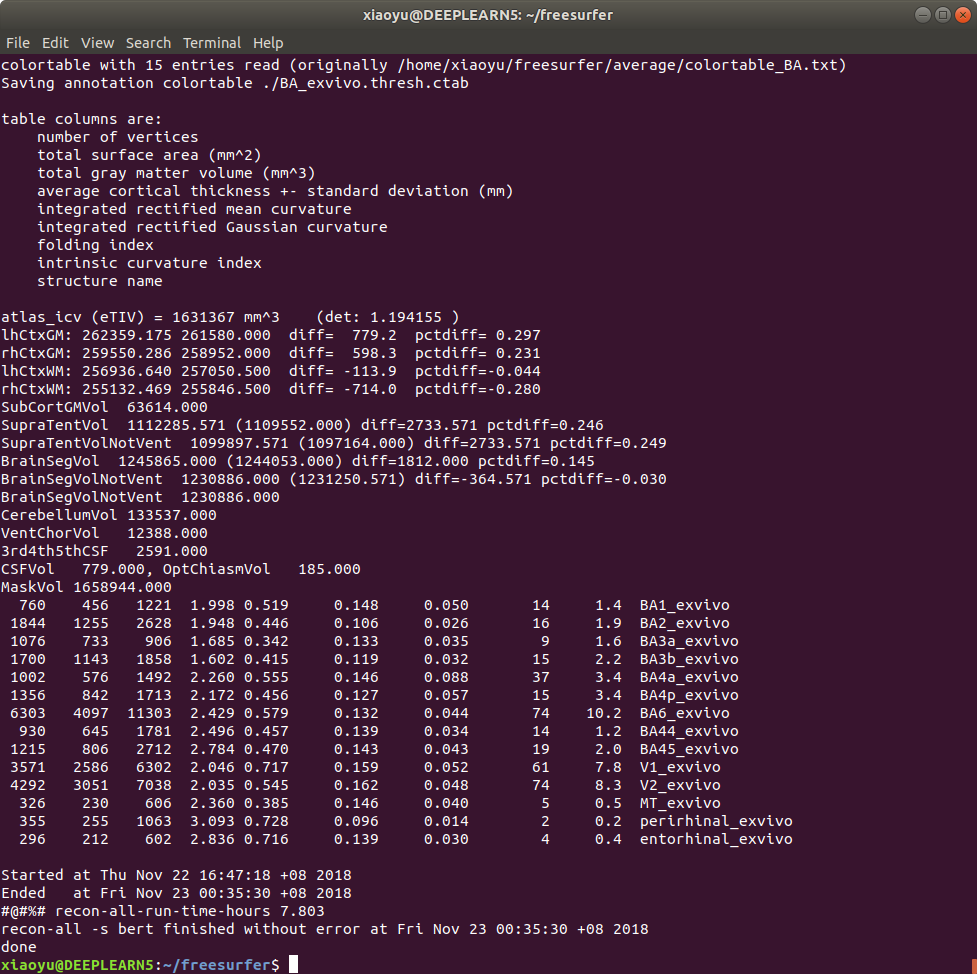 xiaoyu@DEEPLEARN5: ~/freesurfer
File Edit View Search Terminal Help
colortable with 15 entries read (originally /home/xiaoyu/freesurfer/average/colortable_BA.txt)
Saving annotation colortable ./BA_exvivo.thresh.ctab
table columns are:
    number of vertices
    total surface area (mm^2)
    total gray matter volume (mm^3)
    average cortical thickness +- standard deviation (mm)
    integrated rectified mean curvature
    integrated rectified Gaussian curvature
    folding index
    intrinsic curvature index
    structure name
atlas_icv (eTIV) = 1631367 mm^3    (det: 1.194155 )
lhCtxGM: 262359.175 261580.000  diff=  779.2  pctdiff= 0.297
rhCtxGM: 259550.286 258952.000  diff=  598.3  pctdiff= 0.231
lhCtxWM: 256936.640 257050.500  diff= -113.9  pctdiff=-0.044
rhCtxWM: 255132.469 255846.500  diff= -714.0  pctdiff=-0.280
SubCortGMVol  63614.000
SupraTentVol  1112285.571 (1109552.000) diff=2733.571 pctdiff=0.246
SupraTentVolNotVent  1099897.571 (1097164.000) diff=2733.571 pctdiff=0.249
BrainSegVol  1245865.000 (1244053.000) diff=1812.000 pctdiff=0.145
BrainSegVolNotVent  1230886.000 (1231250.571) diff=-364.571 pctdiff=-0.030
BrainSegVolNotVent  1230886.000
CerebellumVol 133537.000
VentChorVol   12388.000
3rd4th5thCSF   2591.000
CSFVol   779.000, OptChiasmVol   185.000
MaskVol 1658944.000
  760    456   1221  1.998 0.519     0.148     0.050       14     1.4  BA1_exvivo
 1844   1255   2628  1.948 0.446     0.106     0.026       16     1.9  BA2_exvivo
 1076    733    906  1.685 0.342     0.133     0.035        9     1.6  BA3a_exvivo
 1700   1143   1858  1.602 0.415     0.119     0.032       15     2.2  BA3b_exvivo
 1002    576   1492  2.260 0.555     0.146     0.088       37     3.4  BA4a_exvivo
 1356    842   1713  2.172 0.456     0.127     0.057       15     3.4  BA4p_exvivo
 6303   4097  11303  2.429 0.579     0.132     0.044       74    10.2  BA6_exvivo
  930    645   1781  2.496 0.457     0.139     0.034       14     1.2  BA44_exvivo
 1215    806   2712  2.784 0.470     0.143     0.043       19     2.0  BA45_exvivo
 3571   2586   6302  2.046 0.717     0.159     0.052       61     7.8  V1_exvivo
 4292   3051   7038  2.035 0.545     0.162     0.048       74     8.3  V2_exvivo
  326    230    606  2.360 0.385     0.146     0.040        5     0.5  MT_exvivo
  355    255   1063  3.093 0.728     0.096     0.014        2     0.2  perirhinal_exvivo
  296    212    602  2.836 0.716     0.139     0.030        4     0.4  entorhinal_exvivo
Started at Thu Nov 22 16:47:18 +08 2018
Ended   at Fri Nov 23 00:35:30 +08 2018
#@#%# recon-all-run-time-hours 7.803
recon-all -s bert finished without error at Fri Nov 23 00:35:30 +08 2018
done
xiaoyu@DEEPLEARN5:~/freesurfer$